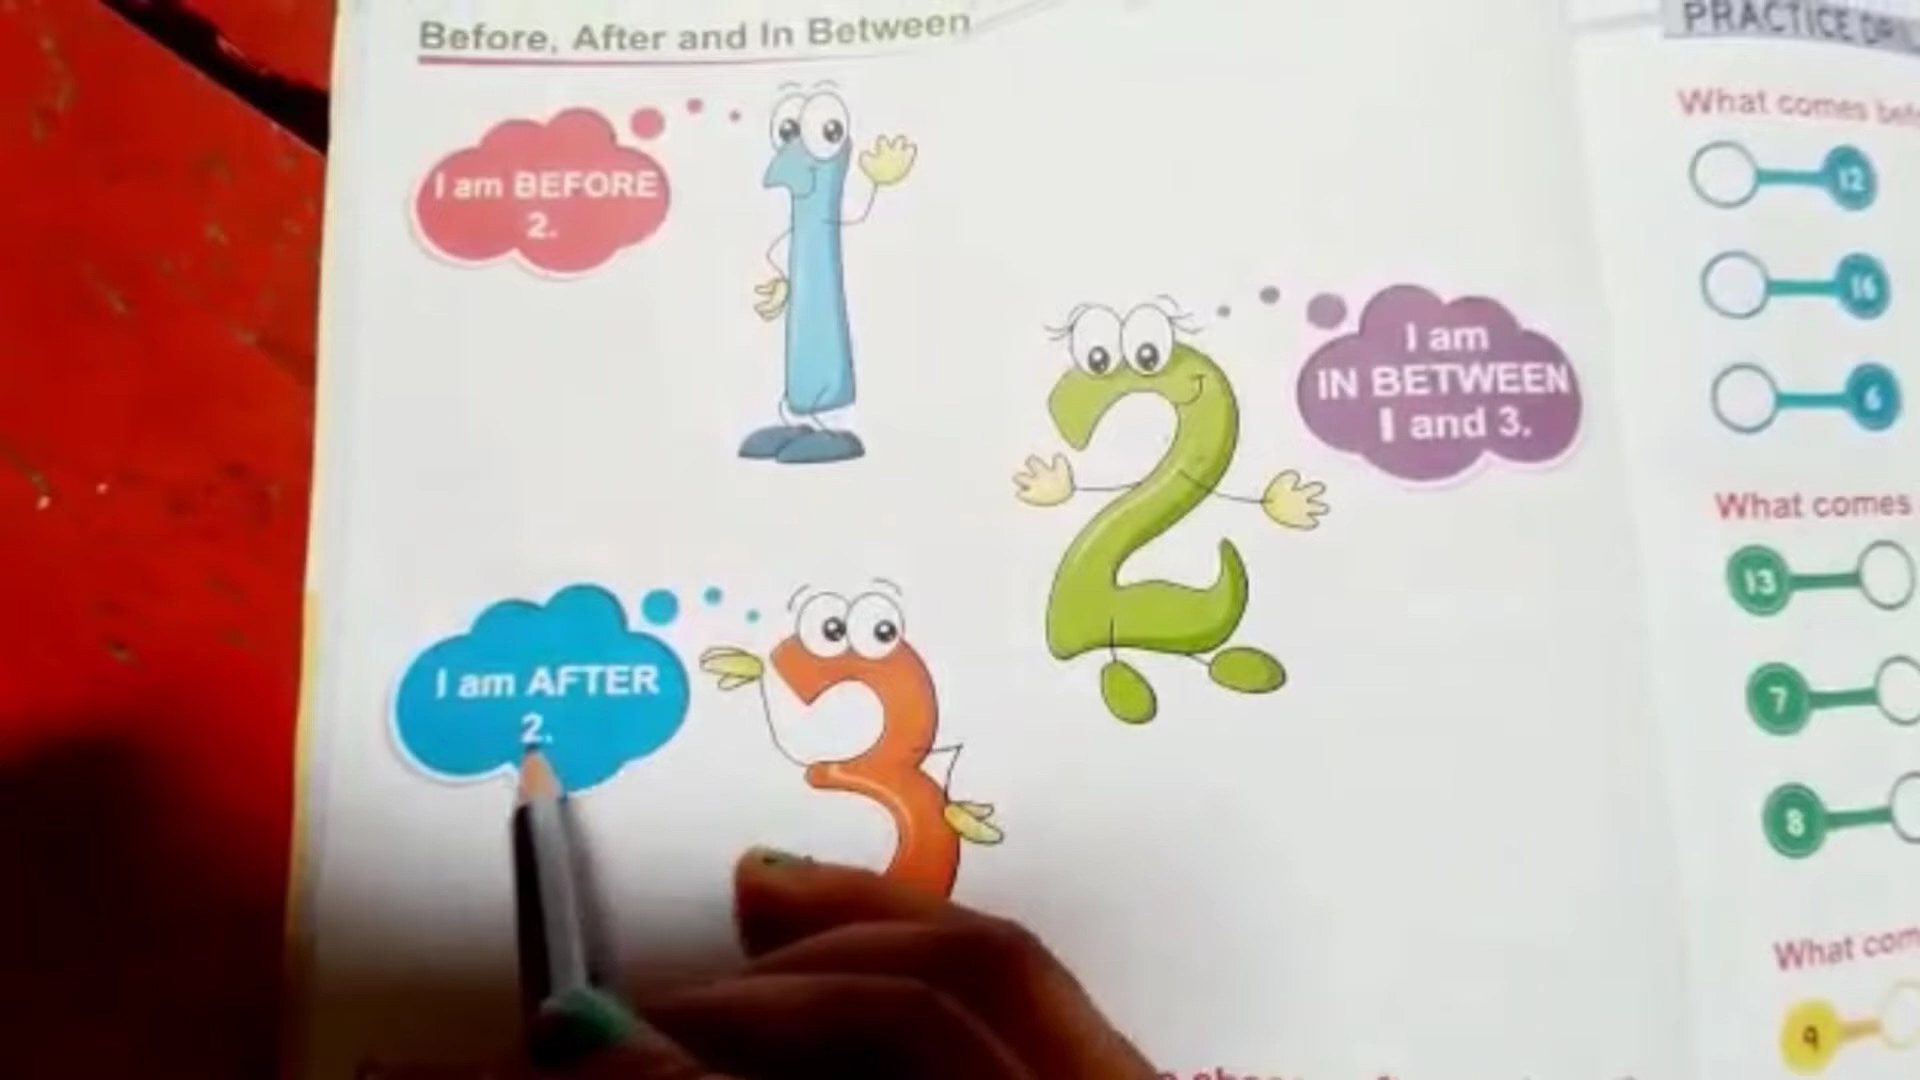 Before, After and In Between
I am BEFORE
2.
I am
IN BETWEEN
1 and 3.
I am AFTER
2.
PRACTICE
What comes
12
16
6
What comes
13
7
8
What
9